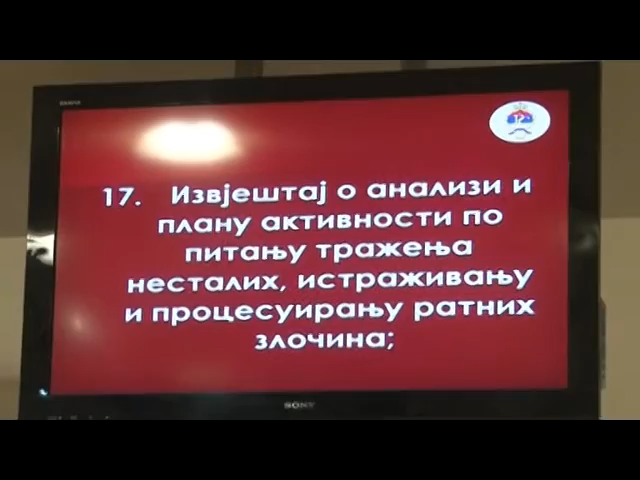 17. Извјештај о анализи и
плану активности по
питању тражења
несталих, истраживању
и процесуирању ратних
злочина;
SONY